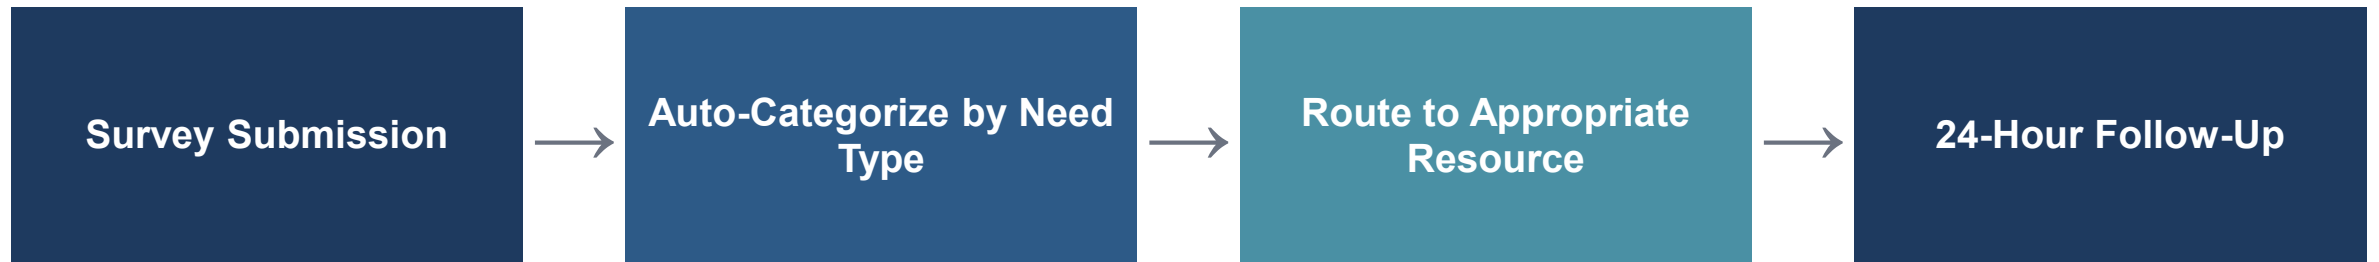 Survey Submission
Auto-Categorize by Need
Type
Route to Appropriate
Resource
24-Hour Follow-Up